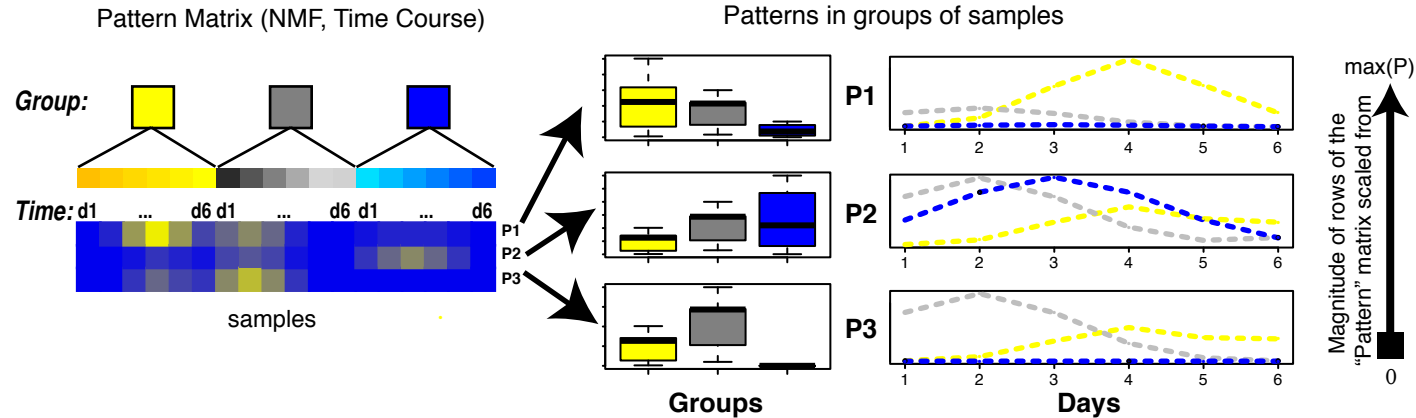 Pattern Matrix (NMF, Time Course)
Patterns in groups of samples
Group:
Time: d1 ... d6 d1 ... d6 d1 ... d6
P1
P2
P3
samples
P1
1 2 3 4 5 6
P2
1 2 3 4 5 6
P3
1 2 3 4 5 6
Groups
Days
max(P)
Magnitude of rows of the
“Pattern” matrix scaled from
0